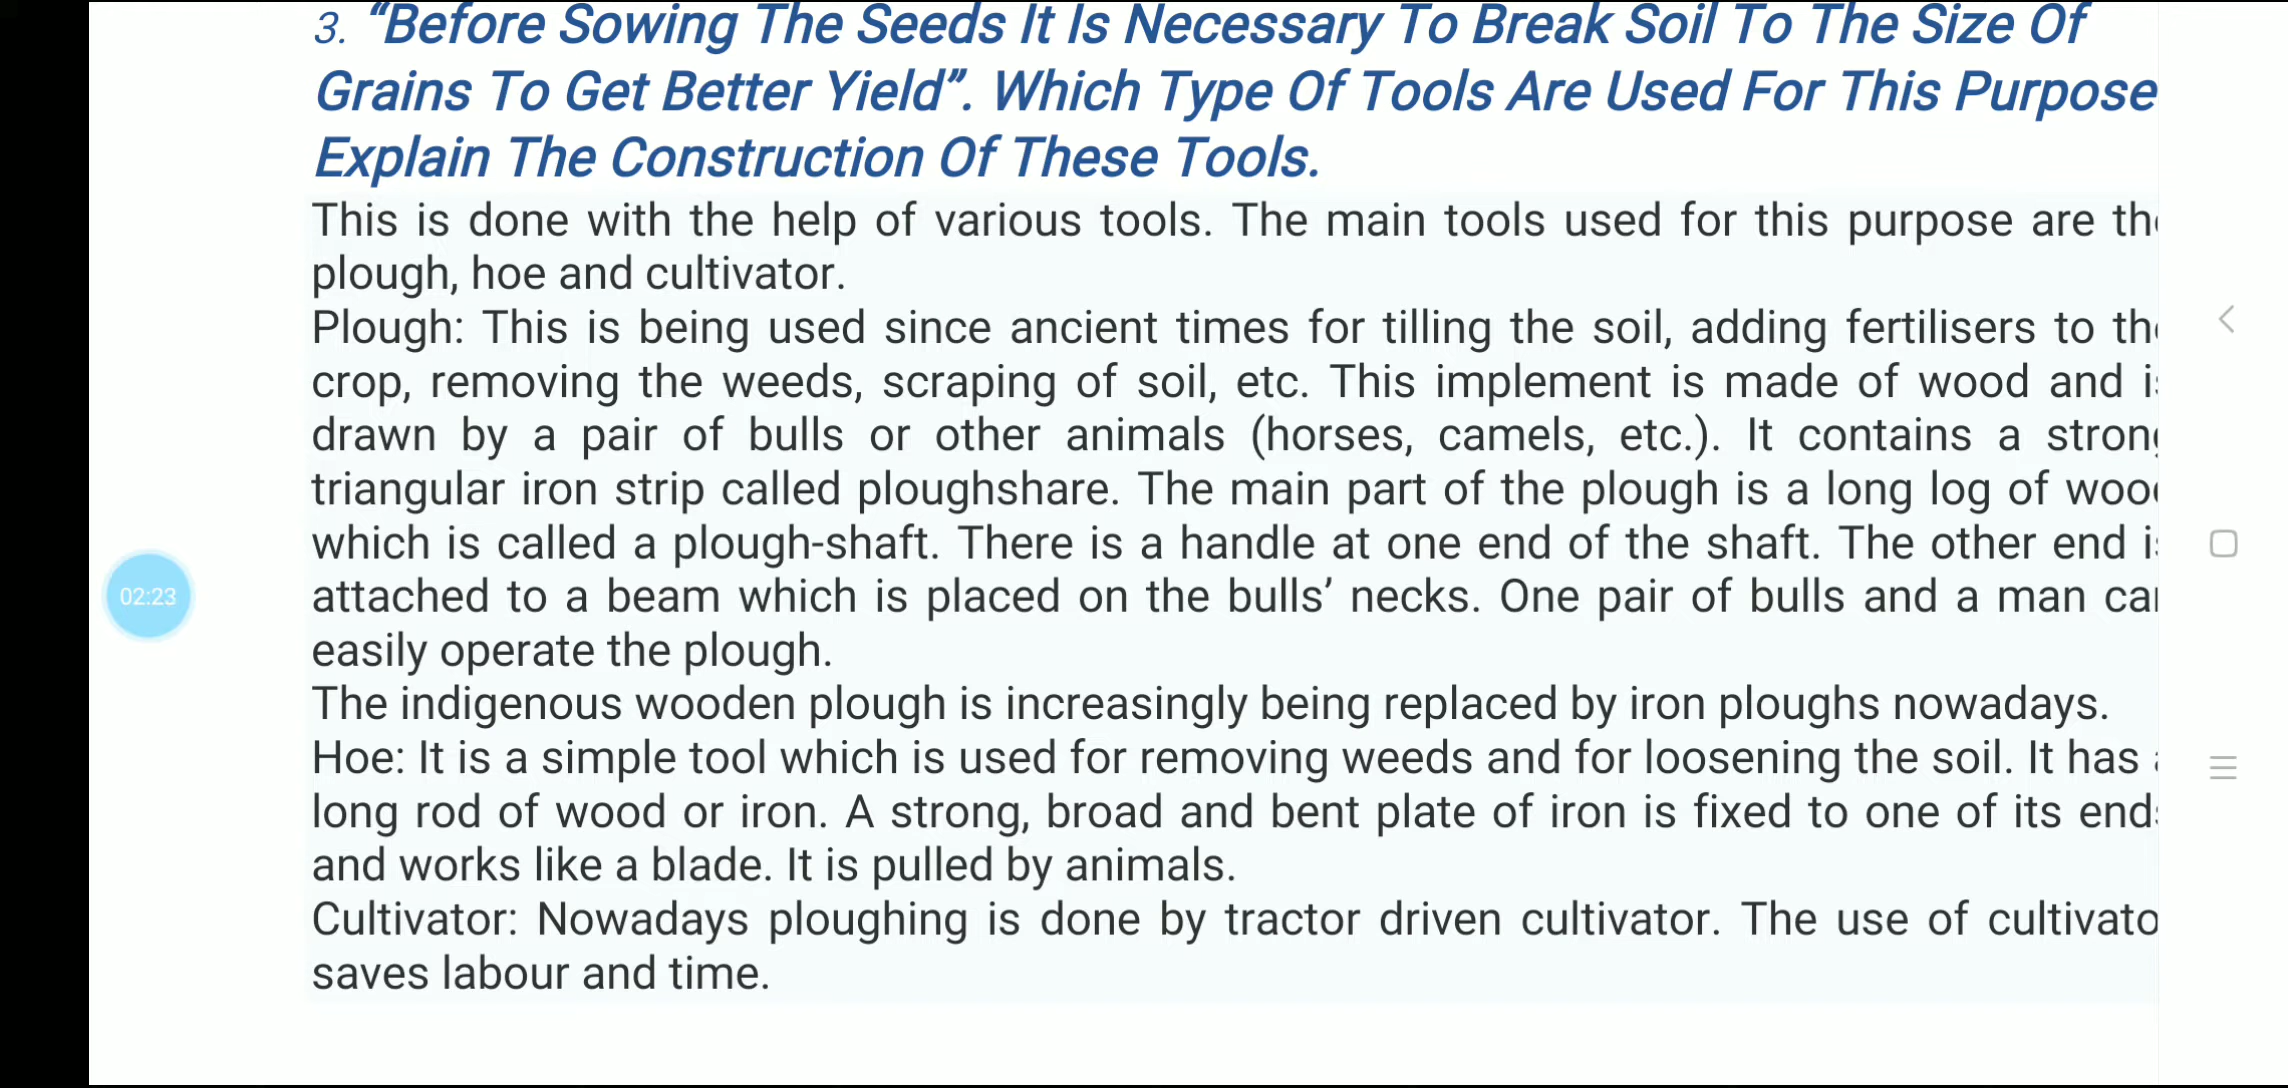 3. “Before Sowing The Seeds It Is Necessary To Break Soil To The Size Of
Grains To Get Better Yield”. Which Type Of Tools Are Used For This Purpose
Explain The Construction Of These Tools.
This is done with the help of various tools. The main tools used for this purpose are the
plough, hoe and cultivator.
Plough: This is being used since ancient times for tilling the soil, adding fertilisers to the
crop, removing the weeds, scraping of soil, etc. This implement is made of wood and is
drawn by a pair of bulls or other animals (horses, camels, etc.). It contains a strong
triangular iron strip called ploughshare. The main part of the plough is a long log of wood
which is called a plough-shaft. There is a handle at one end of the shaft. The other end is
attached to a beam which is placed on the bulls’ necks. One pair of bulls and a man can
easily operate the plough.
The indigenous wooden plough is increasingly being replaced by iron ploughs nowadays.
Hoe: It is a simple tool which is used for removing weeds and for loosening the soil. It has a
long rod of wood or iron. A strong, broad and bent plate of iron is fixed to one of its ends
and works like a blade. It is pulled by animals.
Cultivator: Nowadays ploughing is done by tractor driven cultivator. The use of cultivato
saves labour and time.
02:23